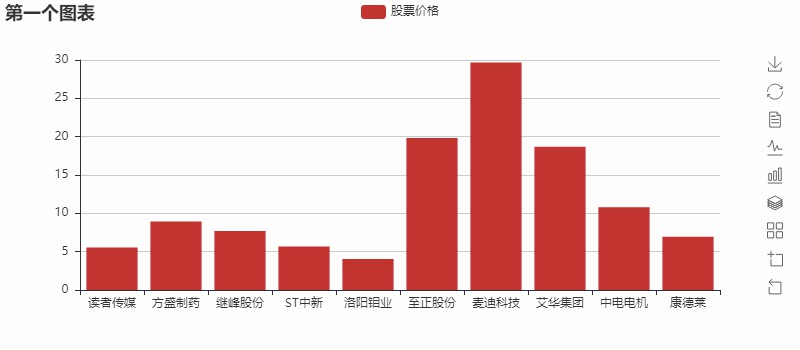 第一个图表
股票价格
30
25
20
15
10
5
0
读者传媒
方盛制药
继峰股份
ST中新
洛阳钼业
至正股份
麦迪科技
艾华集团
中电电机
康德莱